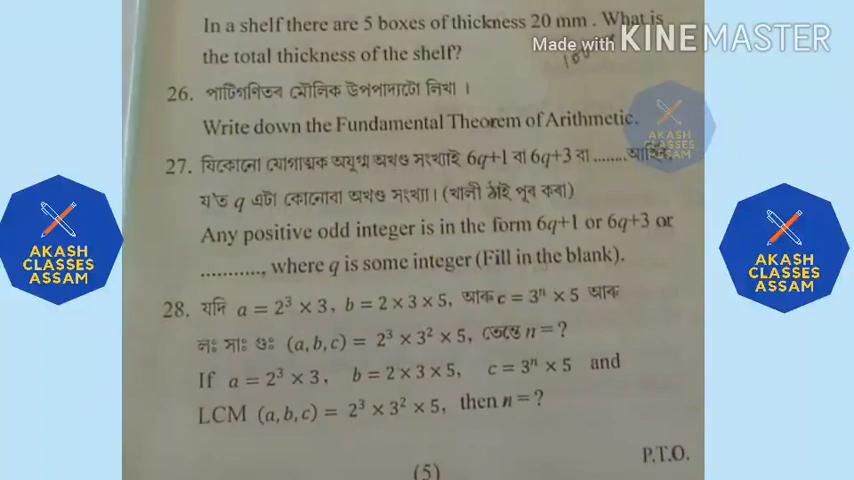 In a shelf there are 5 boxes of thickness 20 mm. What is
the total thickness of the shelf?
Made with KINEMASTER
26. পাটিগণিতৰ মৌলিক উপপাদ্যটো লিখা।
Write down the Fundamental Theorem of Arithmetic.
27. যিকোনো যোগাত্মক অযুগ্ম অখণ্ড সংখ্যাই 6q+1 বা 6q+3 বা ........
য'ত q এটা কোনোবা অখণ্ড সংখ্যা। (খালী ঠাই পূৰ কৰা)
Any positive odd integer is in the form 6q+1 or 6q+3 or
............, where q is some integer (Fill in the blank).
28. যদি a = 2³ × 3, b = 2 × 3 × 5, আৰু c = 3ⁿ × 5 আৰু
লঃ সাঃ গুঃ (a, b, c) = 2³ × 3² × 5, তেন্তে n = ?
If a = 2³ × 3, b = 2 × 3 × 5, c = 3ⁿ × 5 and
LCM (a, b, c) = 2³ × 3² × 5, then n = ?
P.T.O.
(5)
AKASH
CLASSES
ASSAM
AKASH
CLASSES
ASSAM
AKASH
CLASSES
ASSAM